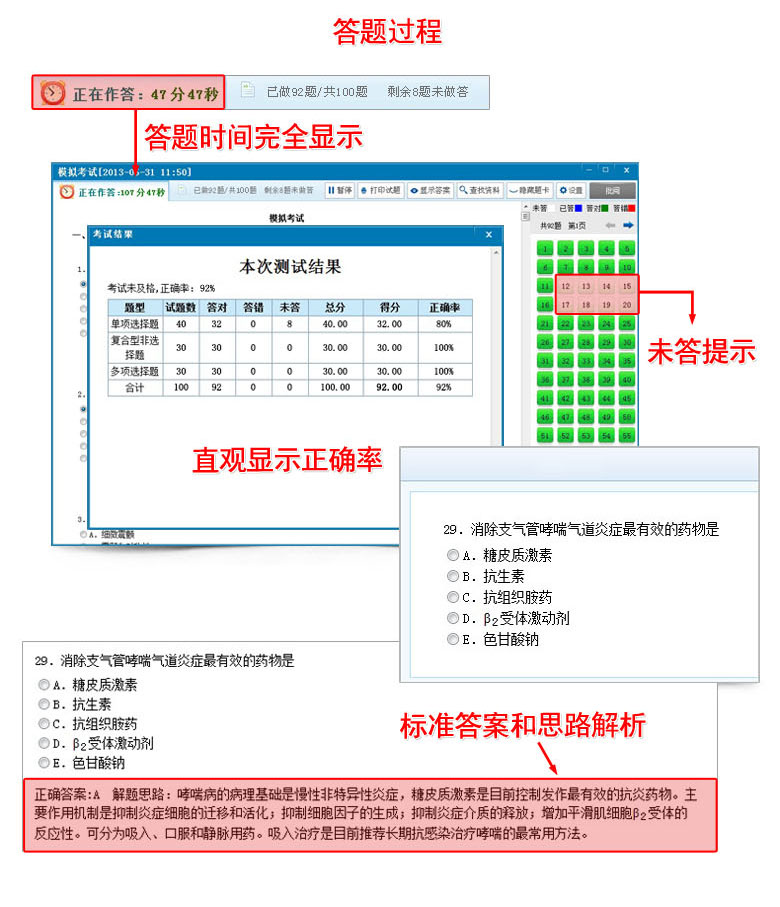 答题过程
正在作答：47分47秒
已做92题/共100题 剩余8题未做答
答题时间完全显示
模拟考试[2013-03-31 11:50]
正在作答:107分47秒 已做92题/共100题 剩余8题未做答 暂停 打印试题 显示答案 查找资料 隐藏题卡 设置
未答 已答 答对 答错
共92题 第1页
模拟考试
一、
考试结果 X
本次测试结果
考试未及格,正确率：92%
题型 试题数 答对 答错 未答 总分 得分 正确率
单项选择题 40 32 0 8 40.00 32.00 80%
复合型非选择题 30 30 0 0 30.00 30.00 100%
多项选择题 30 30 0 0 30.00 30.00 100%
合计 100 92 0 0 100.00 92.00 92%
1.
2.
3.
A. 细微震颤
1 2 3 4 5
6 7 8 9 10
11 12 13 14 15
16 17 18 19 20
21 22 23 24 25
26 27 28 29 30
31 32 33 34 35
36 37 38 39 40
41 42 43 44 45
46 47 48 49 50
51 52 53 54 55
未答提示
直观显示正确率
29. 消除支气管哮喘气道炎症最有效的药物是
A. 糖皮质激素
B. 抗生素
C. 抗组织胺药
D. β2受体激动剂
E. 色甘酸钠
29. 消除支气管哮喘气道炎症最有效的药物是
A. 糖皮质激素
B. 抗生素
C. 抗组织胺药
D. β2受体激动剂
E. 色甘酸钠
标准答案和思路解析
正确答案:A 解题思路：哮喘病的病理基础是慢性非特异性炎症，糖皮质激素是目前控制发作最有效的抗炎药物。主
要作用机制是抑制炎症细胞的迁移和活化；抑制细胞因子的生成；抑制炎症介质的释放；增加平滑肌细胞β2受体的
反应性。可分为吸入、口服和静脉用药。吸入治疗是目前推荐长期抗感染治疗哮喘的最常用方法。